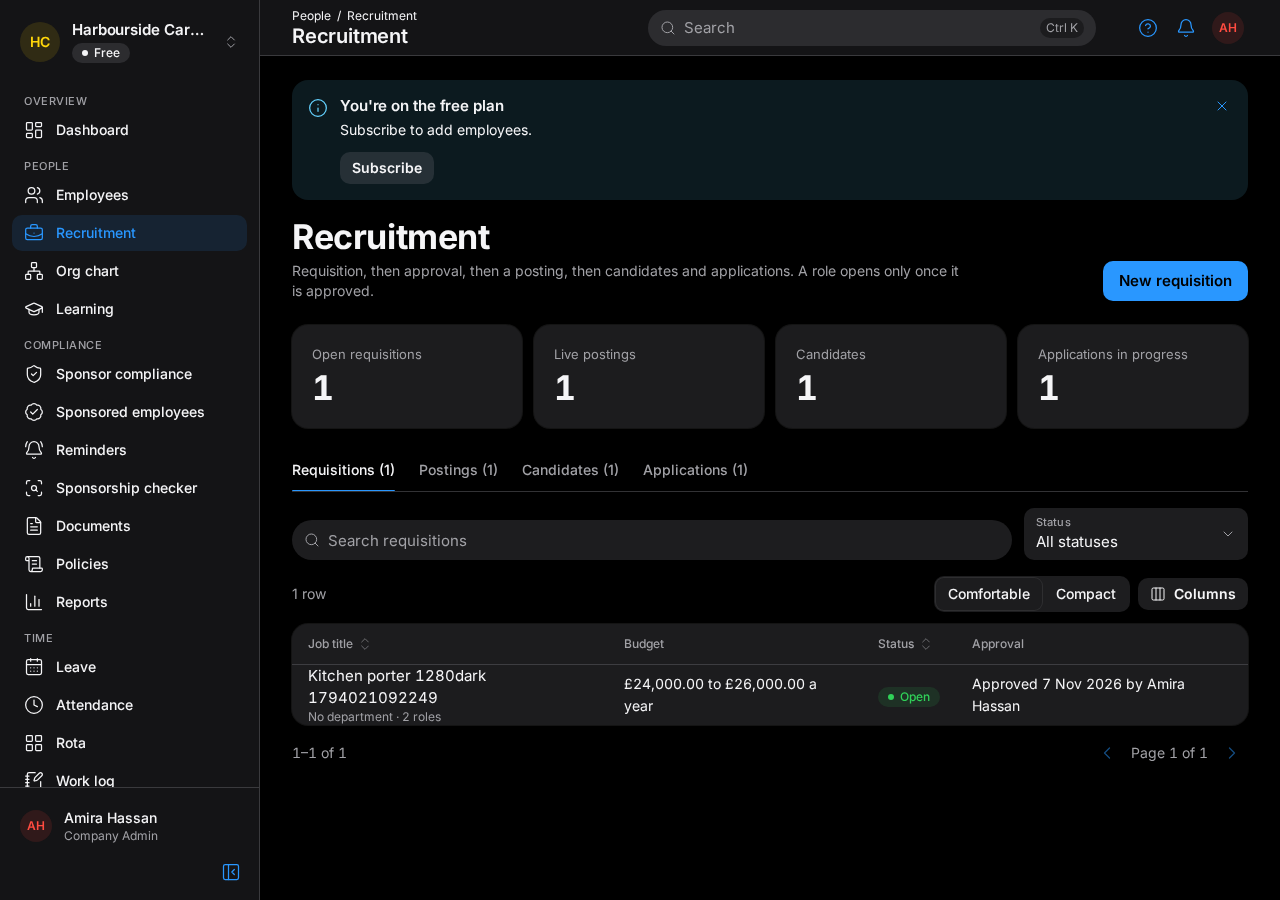 HC
Harbourside Car...
Free
OVERVIEW
Dashboard
PEOPLE
Employees
Recruitment
Org chart
Learning
COMPLIANCE
Sponsor compliance
Sponsored employees
Reminders
Sponsorship checker
Documents
Policies
Reports
TIME
Leave
Attendance
Rota
Work log
AH
Amira Hassan
Company Admin
People / Recruitment
Recruitment
Search
Ctrl K
AH
You're on the free plan
Subscribe to add employees.
Subscribe
Recruitment
Requisition, then approval, then a posting, then candidates and applications. A role opens only once it
is approved.
New requisition
Open requisitions
1
Live postings
1
Candidates
1
Applications in progress
1
Requisitions (1)
Postings (1)
Candidates (1)
Applications (1)
Search requisitions
Status
All statuses
1 row
Comfortable
Compact
Columns
Job title
Budget
Status
Approval
Kitchen porter 1280dark
1794021092249
No department · 2 roles
£24,000.00 to £26,000.00 a
year
Open
Approved 7 Nov 2026 by Amira
Hassan
1–1 of 1
Page 1 of 1